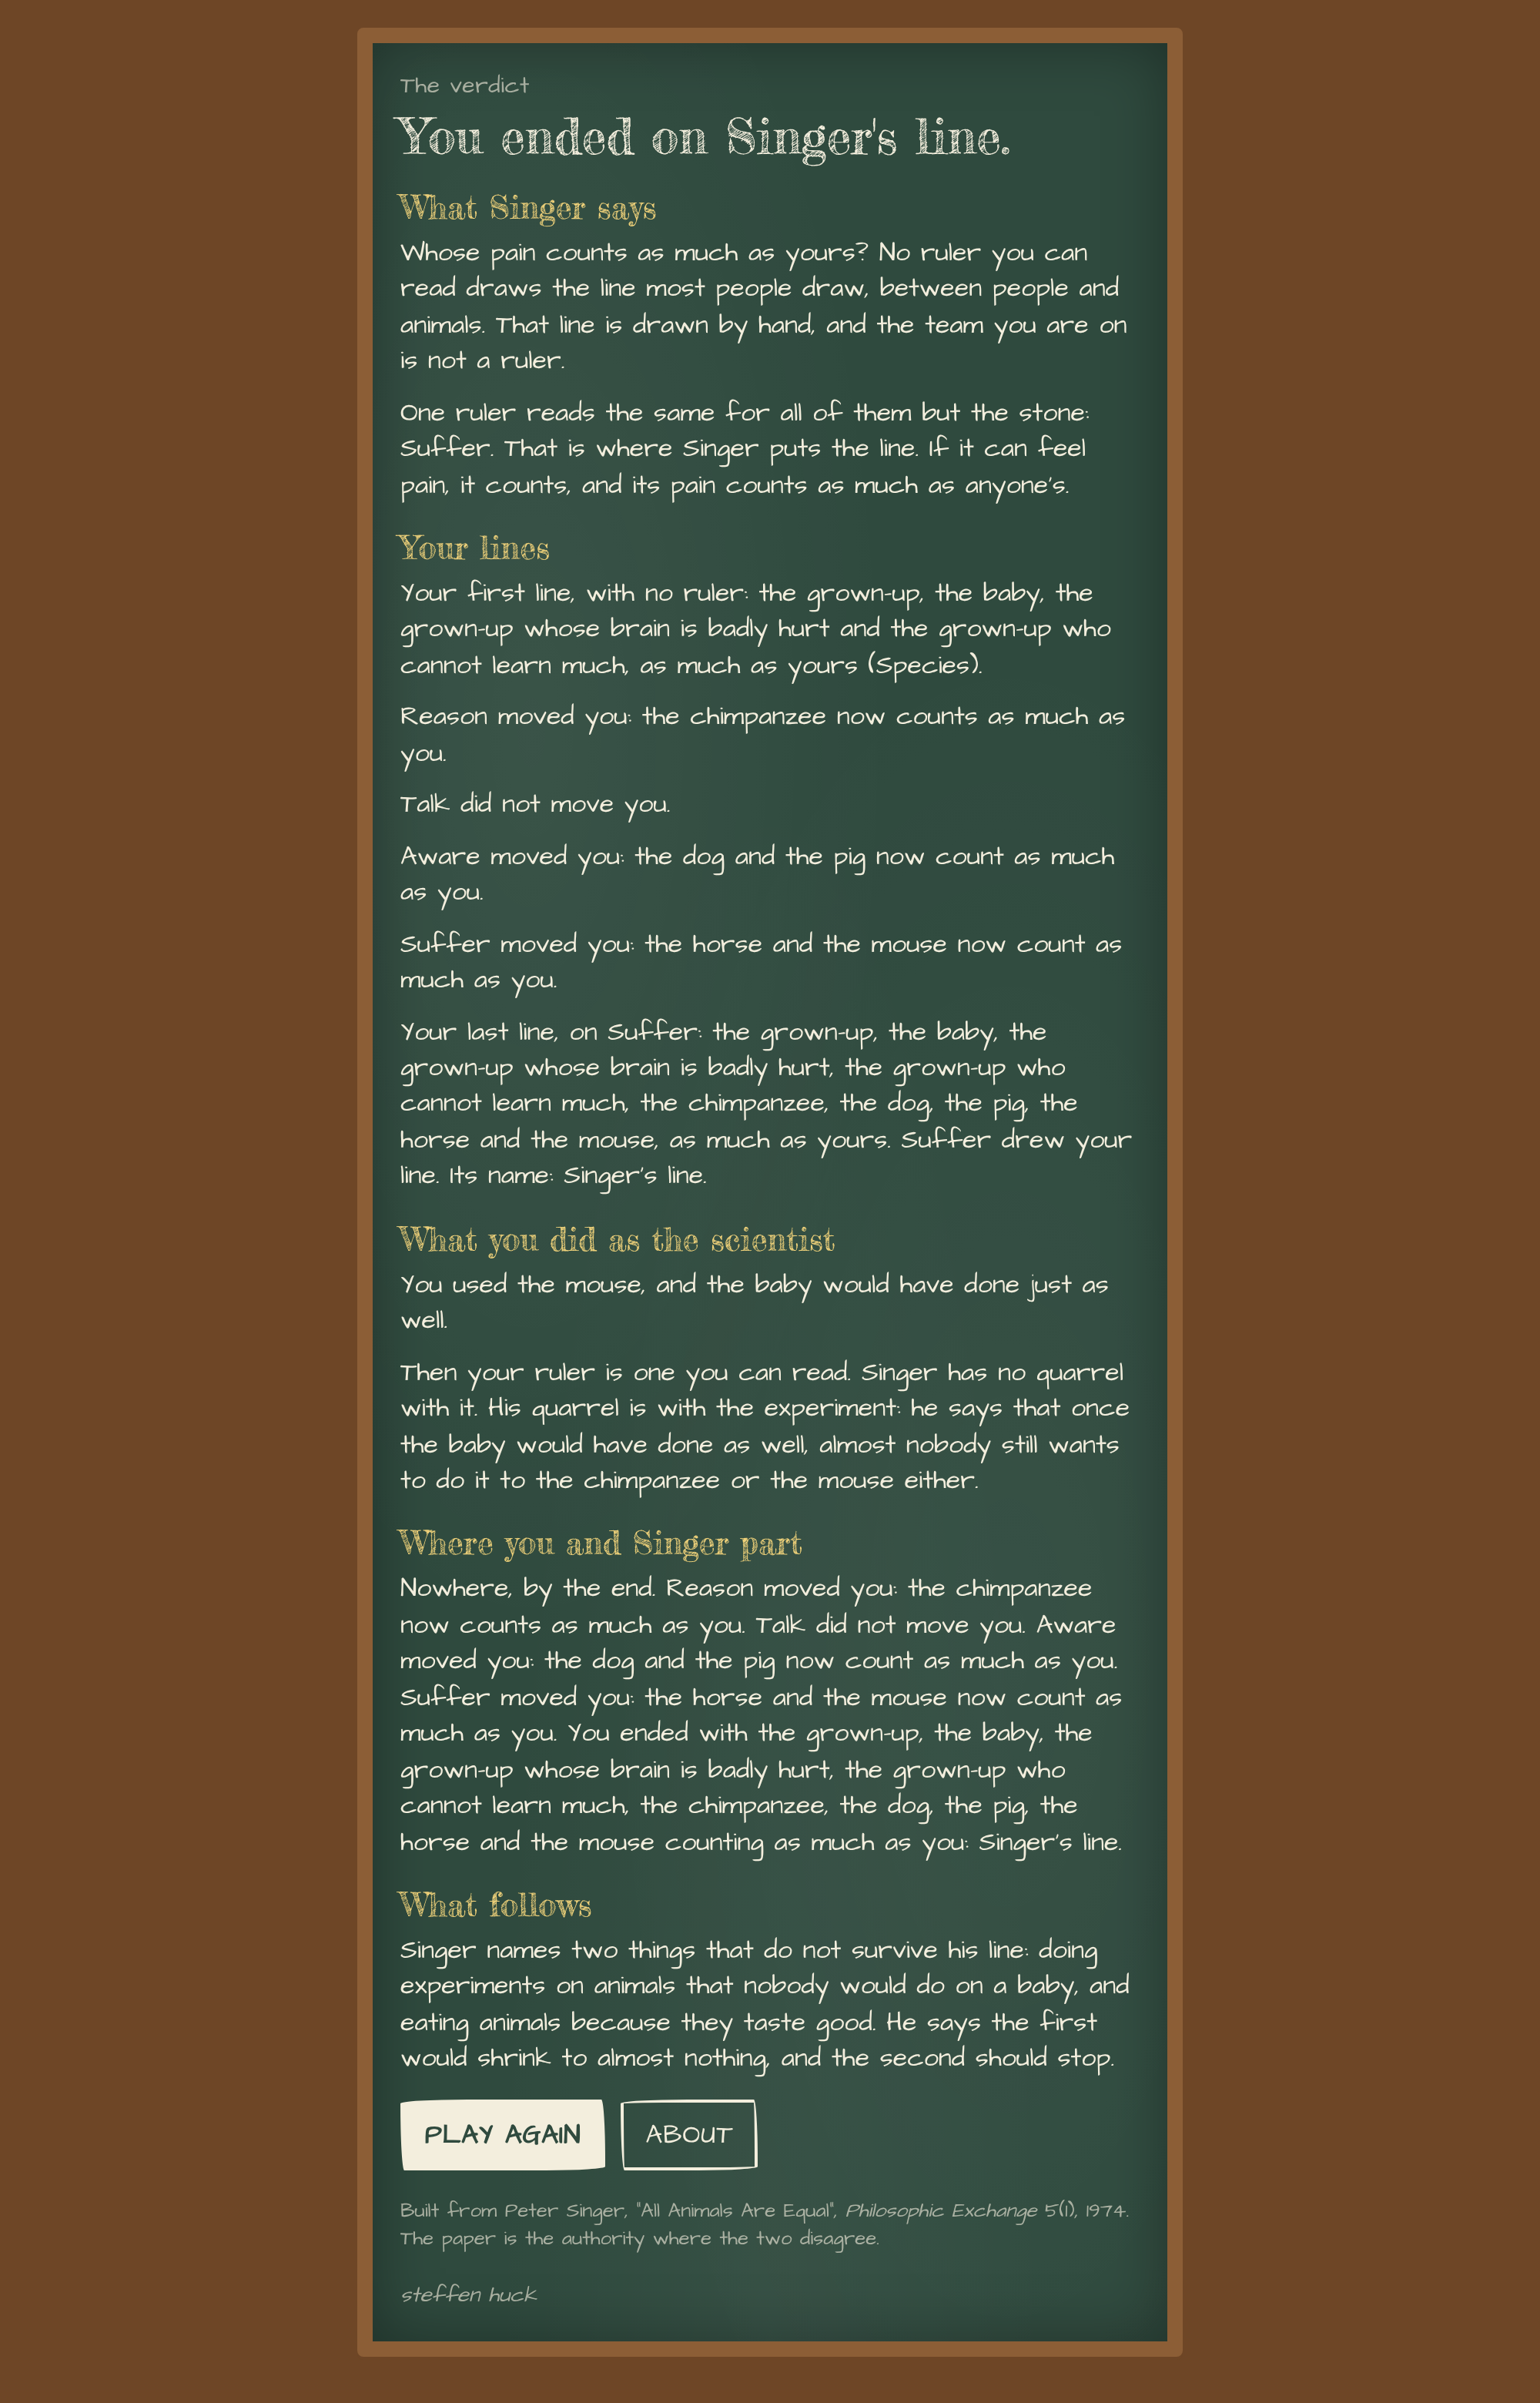 The verdict
You ended on Singer's line.
What Singer says
Whose pain counts as much as yours? No ruler you can
read draws the line most people draw, between people and
animals. That line is drawn by hand, and the team you are on
is not a ruler.
One ruler reads the same for all of them but the stone:
Suffer. That is where Singer puts the line. If it can feel
pain, it counts, and its pain counts as much as anyone's.
Your lines
Your first line, with no ruler: the grown-up, the baby, the
grown-up whose brain is badly hurt and the grown-up who
cannot learn much, as much as yours (Species).
Reason moved you: the chimpanzee now counts as much as
you.
Talk did not move you.
Aware moved you: the dog and the pig now count as much
as you.
Suffer moved you: the horse and the mouse now count as
much as you.
Your last line, on Suffer: the grown-up, the baby, the
grown-up whose brain is badly hurt, the grown-up who
cannot learn much, the chimpanzee, the dog, the pig, the
horse and the mouse, as much as yours. Suffer drew your
line. Its name: Singer's line.
What you did as the scientist
You used the mouse, and the baby would have done just as
well.
Then your ruler is one you can read. Singer has no quarrel
with it. His quarrel is with the experiment: he says that once
the baby would have done as well, almost nobody still wants
to do it to the chimpanzee or the mouse either.
Where you and Singer part
Nowhere, by the end. Reason moved you: the chimpanzee
now counts as much as you. Talk did not move you. Aware
moved you: the dog and the pig now count as much as you.
Suffer moved you: the horse and the mouse now count as
much as you. You ended with the grown-up, the baby, the
grown-up whose brain is badly hurt, the grown-up who
cannot learn much, the chimpanzee, the dog, the pig, the
horse and the mouse counting as much as you: Singer's line.
What follows
Singer names two things that do not survive his line: doing
experiments on animals that nobody would do on a baby, and
eating animals because they taste good. He says the first
would shrink to almost nothing, and the second should stop.
PLAY AGAIN ABOUT
Built from Peter Singer, "All Animals Are Equal", Philosophic Exchange 5(1), 1974.
The paper is the authority where the two disagree.
steffen huck